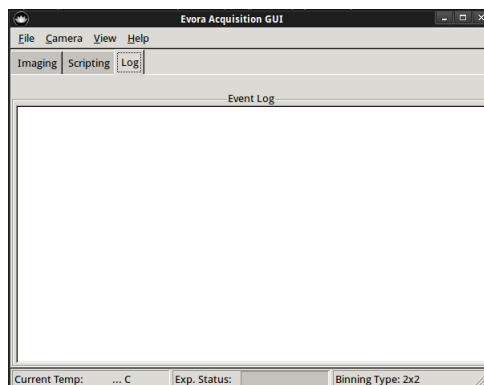 Evora Acquisition GUI
File Camera View Help
Imaging Scripting Log
Event Log
Current Temp: ... C Exp. Status: Binning Type: 2x2